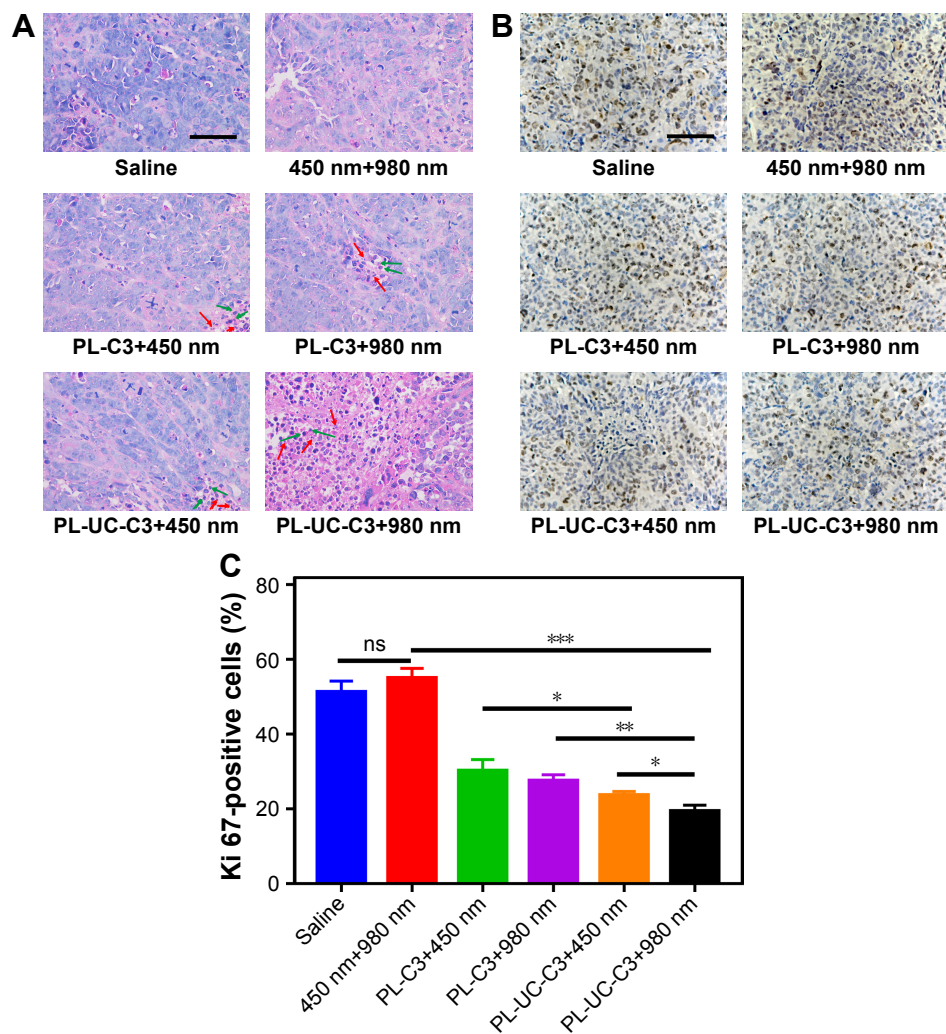 A
B
Saline
450 nm+980 nm
Saline
450 nm+980 nm
PL-C3+450 nm
PL-C3+980 nm
PL-C3+450 nm
PL-C3+980 nm
PL-UC-C3+450 nm
PL-UC-C3+980 nm
PL-UC-C3+450 nm
PL-UC-C3+980 nm
C
Ki 67-positive cells (%)
80
60
40
20
0
ns
***
*
**
*
Saline
450 nm+980 nm
PL-C3+450 nm
PL-C3+980 nm
PL-UC-C3+450 nm
PL-UC-C3+980 nm